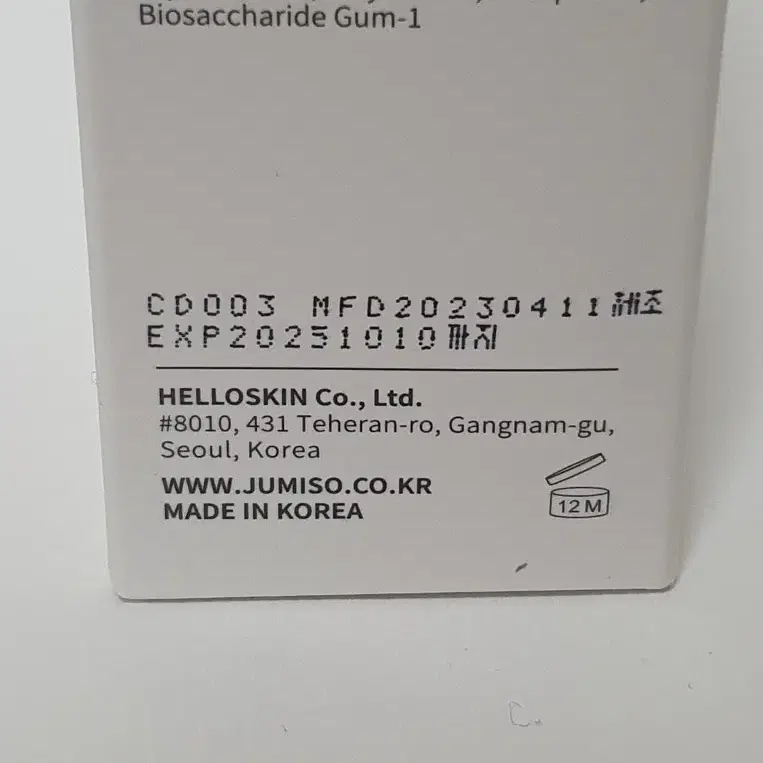 Biosaccharide Gum-1
CD003 MFD20230411제조
EXP20251010까지
HELLOSKIN Co., Ltd.
#8010, 431 Teheran-ro, Gangnam-gu,
Seoul, Korea
WWW.JUMISO.CO.KR
MADE IN KOREA
12M